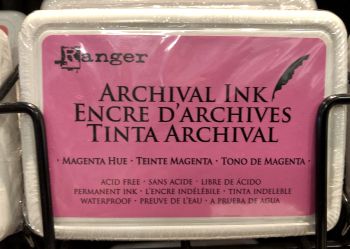 Ranger
ARCHIVAL INK
ENCRE D'ARCHIVES
TINTA ARCHIVAL
· MAGENTA HUE · TEINTE MAGENTA · TONO DE MAGENTA ·
ACID FREE · SANS ACIDE · LIBRE DE ÁCIDO
PERMANENT INK · L'ENCRE INDÉLÉBILE · TINTA INDELEBLE
WATERPROOF · PREUVE DE L'EAU · A PRUEBA DE AGUA